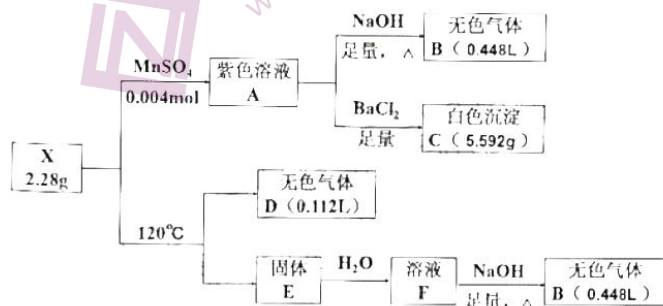 MnSO₄
0.004mol
紫色溶液
A
NaOH
足量，△
无色气体
B（0.448L）
BaCl₂
足量
白色沉淀
C（5.592g）
X
2.28g
120℃
无色气体
D（0.112L）
固体
E
H₂O
溶液
F
NaOH
足量，△
无色气体
B（0.448L）